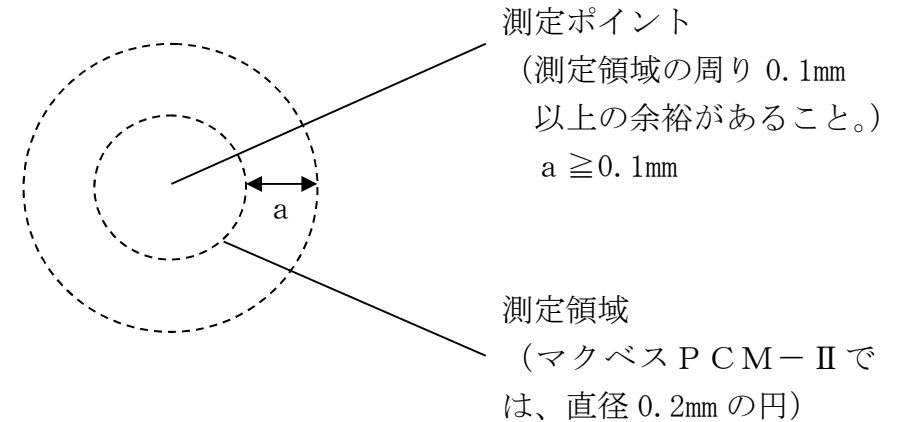 測定ポイント
(測定領域の周り 0.1mm
以上の余裕があること。)
a ≧0.1mm
a
測定領域
(マクベスPCM-Ⅱで
は、直径 0.2mm の円)